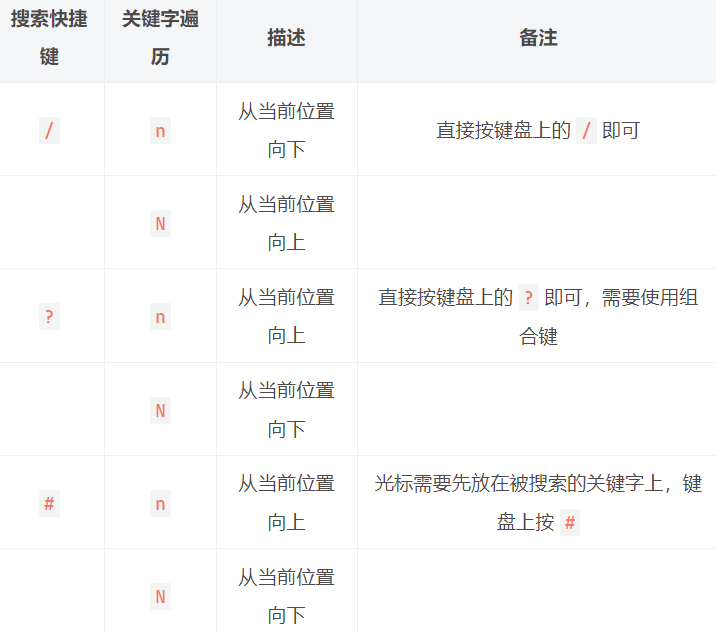 搜索快捷
键
关键字遍
历
描述
备注
/
n
从当前位置
向下
直接按键盘上的 / 即可
N
从当前位置
向上
?
n
从当前位置
向上
直接按键盘上的 ? 即可，需要使用组
合键
N
从当前位置
向下
#
n
从当前位置
向上
光标需要先放在被搜索的关键字上，键
盘上按 #
N
从当前位置
向下